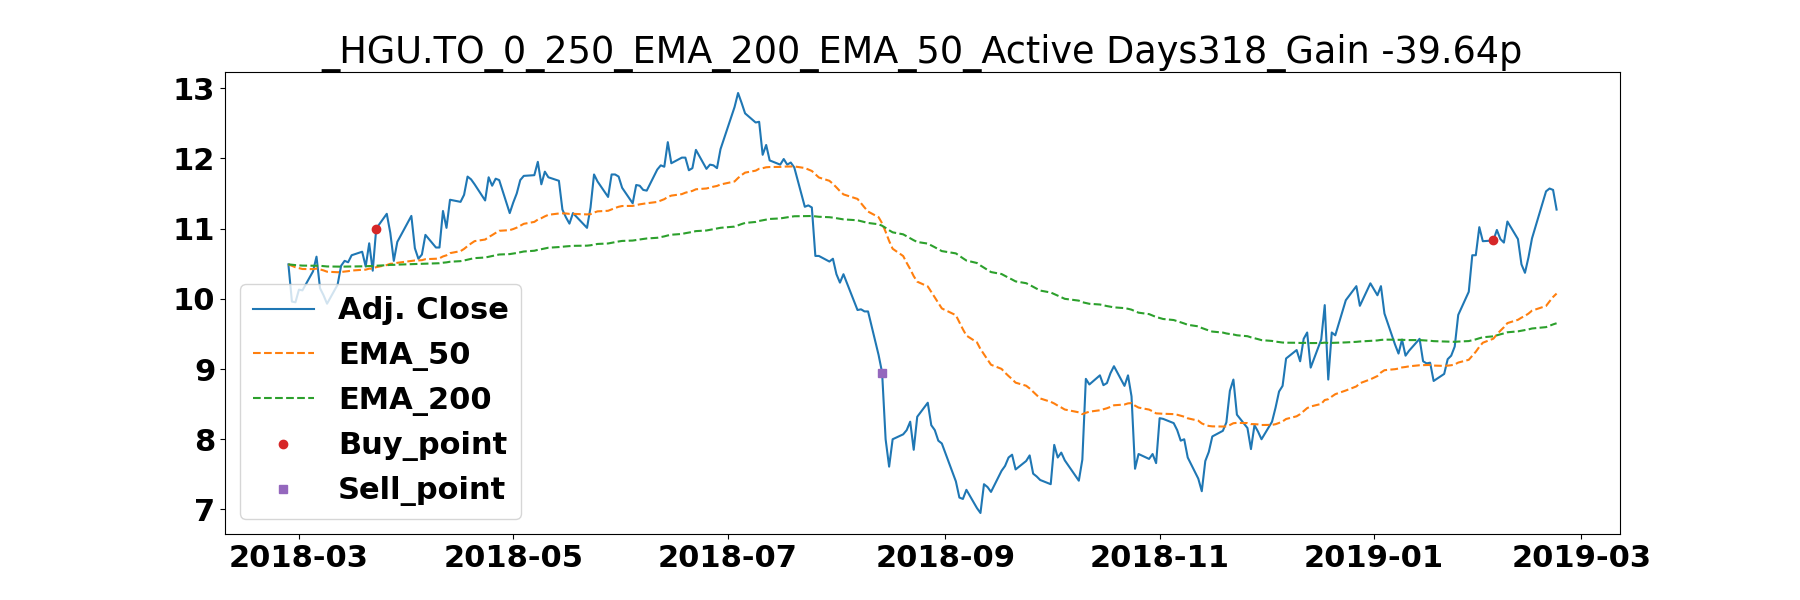 _HGU.TO_0_250_EMA_200_EMA_50_Active Days318_Gain -39.64p
13
12
11
10
9
8
7
Adj. Close
EMA_50
EMA_200
Buy_point
Sell_point
2018-03 2018-05 2018-07 2018-09 2018-11 2019-01 2019-03